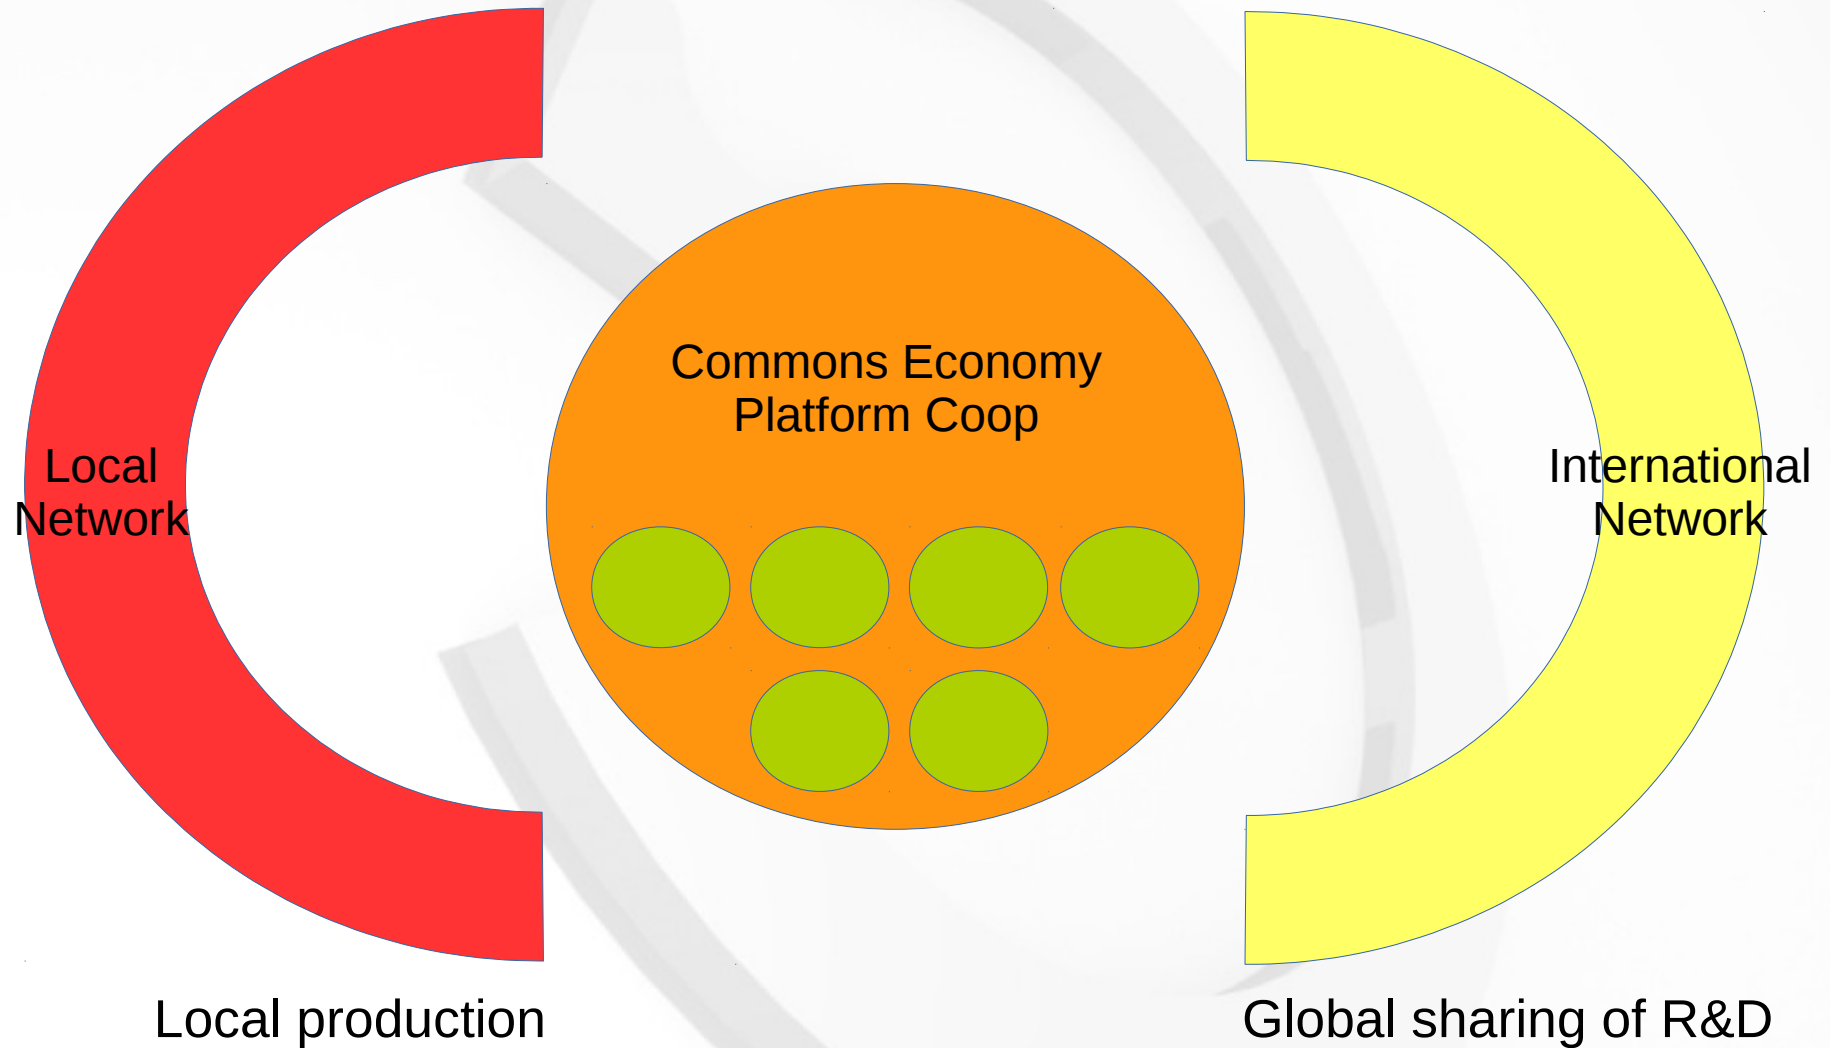 Commons Economy
Platform Coop
Local
Network
International
Network
Local production
Global sharing of R&D